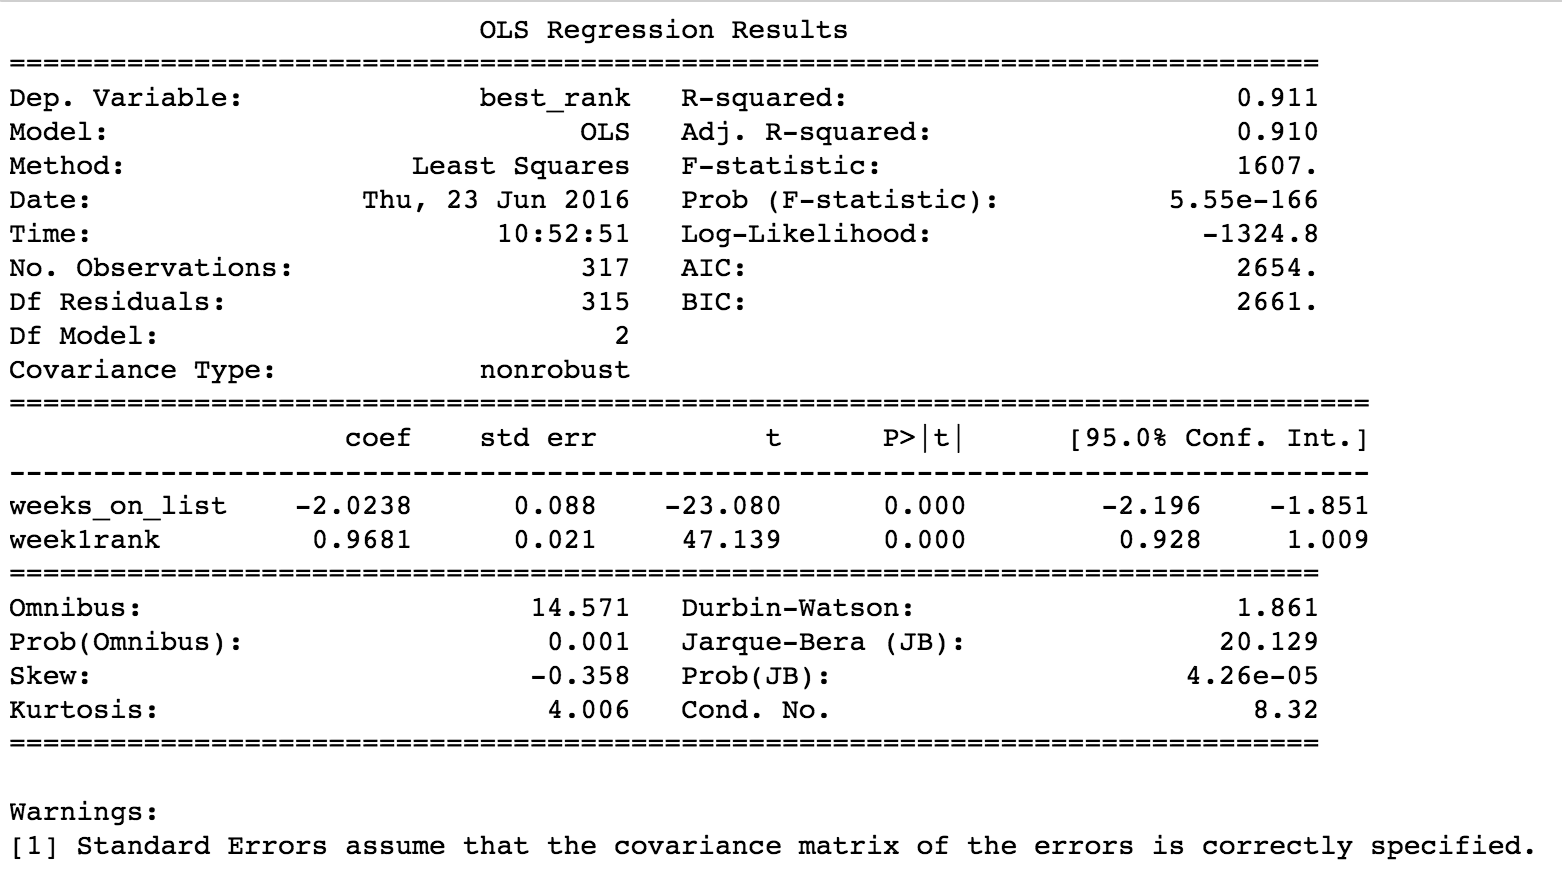 OLS Regression Results
==============================================================================
Dep. Variable: best_rank R-squared: 0.911
Model: OLS Adj. R-squared: 0.910
Method: Least Squares F-statistic: 1607.
Date: Thu, 23 Jun 2016 Prob (F-statistic): 5.55e-166
Time: 10:52:51 Log-Likelihood: -1324.8
No. Observations: 317 AIC: 2654.
Df Residuals: 315 BIC: 2661.
Df Model: 2
Covariance Type: nonrobust
=================================================================================
coef std err t P>|t| [95.0% Conf. Int.]
---------------------------------------------------------------------------------
weeks_on_list -2.0238 0.088 -23.080 0.000 -2.196 -1.851
week1rank 0.9681 0.021 47.139 0.000 0.928 1.009
==============================================================================
Omnibus: 14.571 Durbin-Watson: 1.861
Prob(Omnibus): 0.001 Jarque-Bera (JB): 20.129
Skew: -0.358 Prob(JB): 4.26e-05
Kurtosis: 4.006 Cond. No. 8.32
==============================================================================
Warnings:
[1] Standard Errors assume that the covariance matrix of the errors is correctly specified.